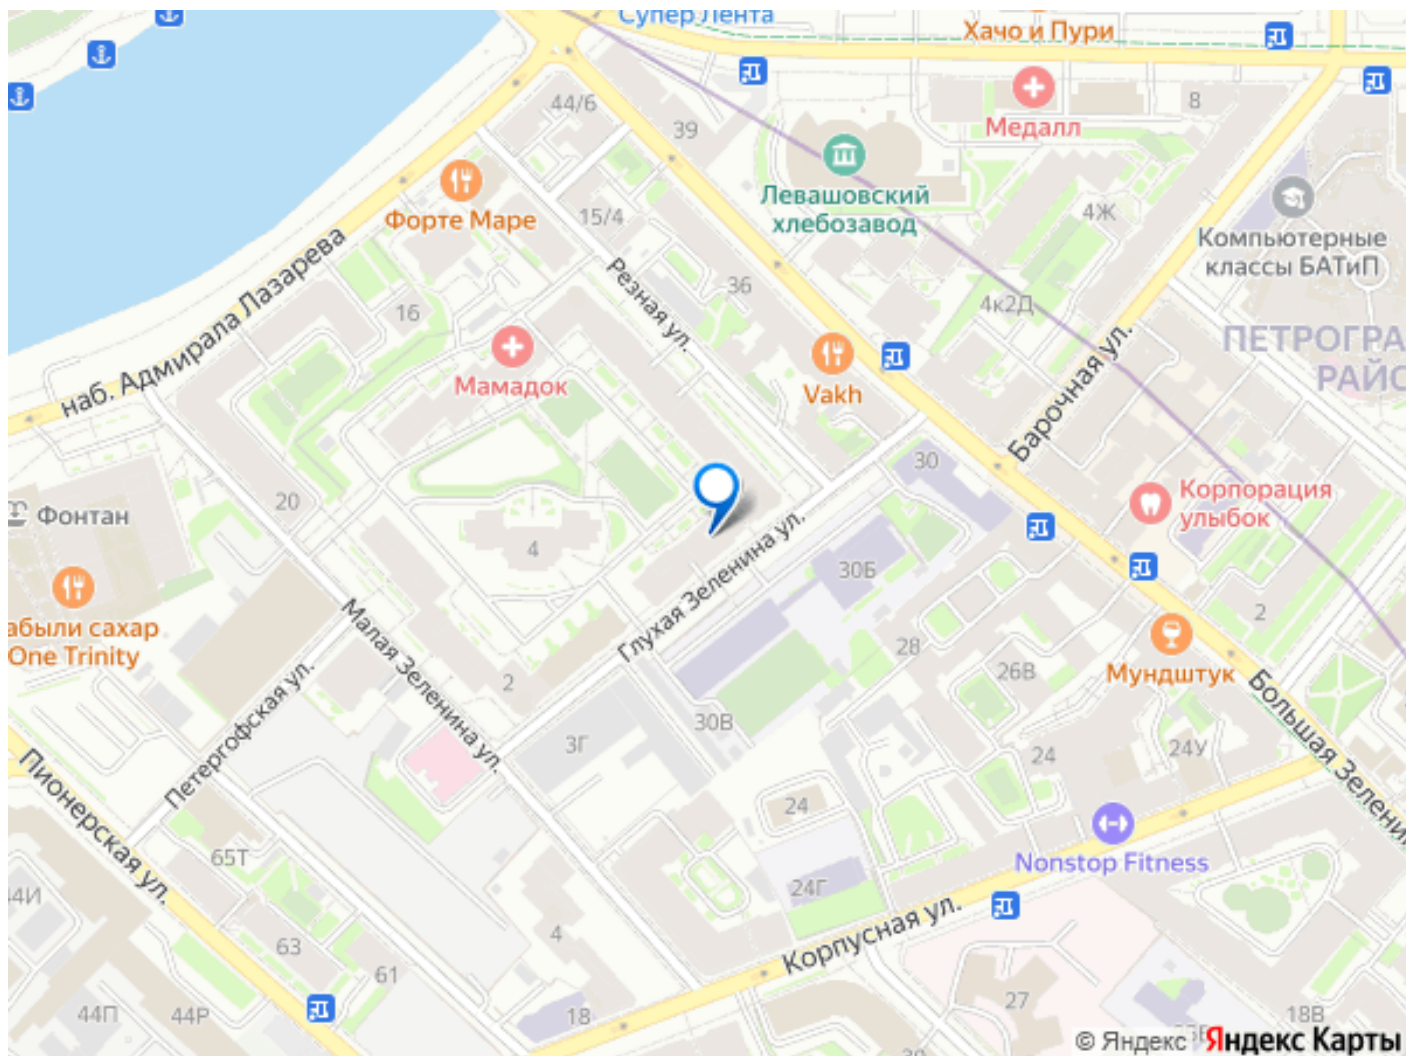 Супер Лента
Хачо и Пури
44/6
39
Медалл
8
Форте Маре
15/4
Левашовский
хлебозавод
4Ж
Компьютерные
классы БАТиП
наб. Адмирала Лазарева
16
Резная ул.
36
4к2Д
ПЕТРОГРА
РАЙС
Мамадок
Vakh
Барочная ул.
20
Фонтан
4
30
Корпорация
улыбок
Глухая Зеленина ул.
30Б
абыли сахар
One Trinity
Малая Зеленина ул.
2
28
26В
2
Мундштук
Большая Зеленин
Петергофская ул.
3Г
30В
24
24У
Пионерская ул.
65Т
24
Nonstop Fitness
44И
24Г
63
61
4
Корпусная ул.
44П
44Р
18
27
18В
© Яндекс Яндекс Карты